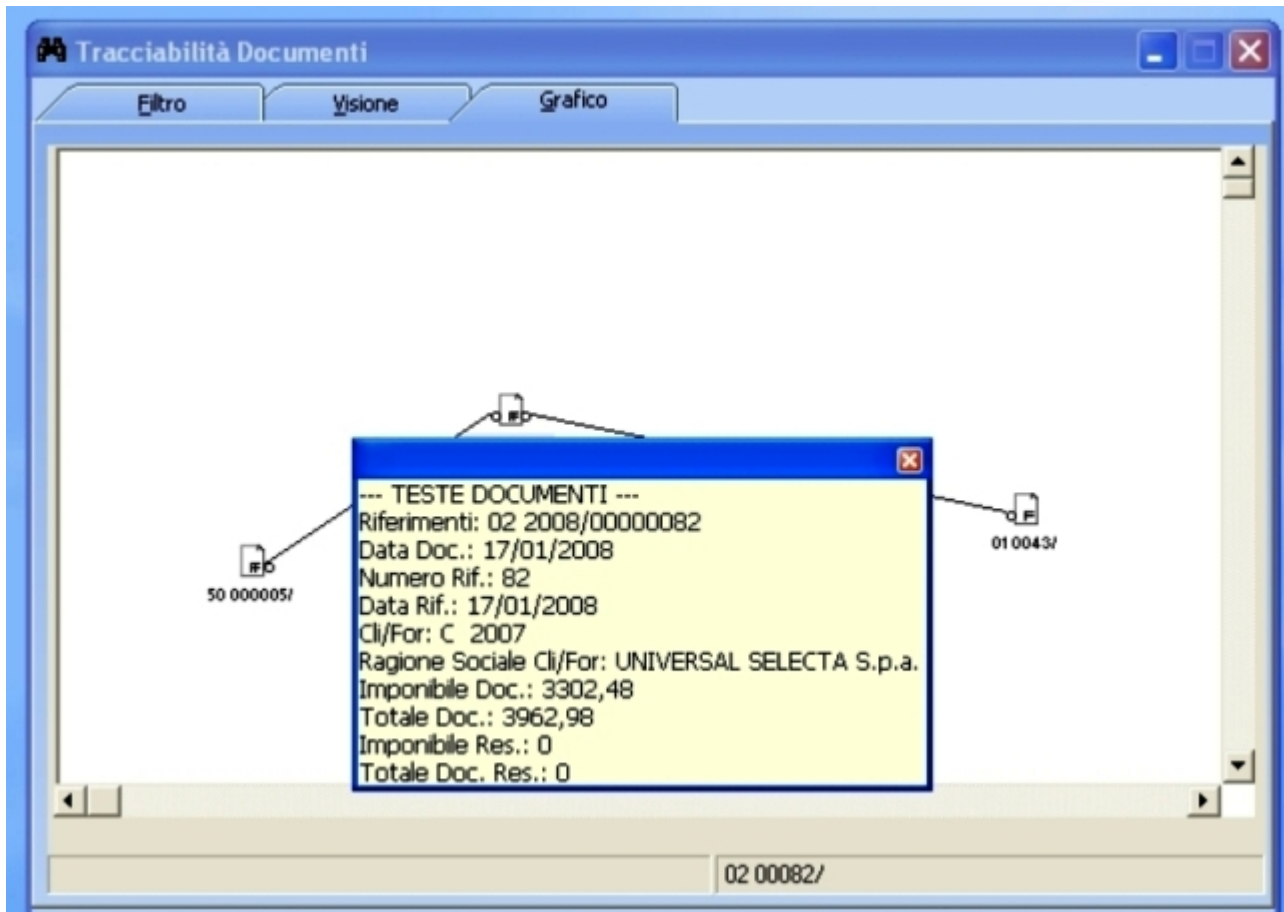 Tracciabilità Documenti
Filtro Visione Grafico
--- TESTE DOCUMENTI ---
Riferimenti: 02 2008/00000082
Data Doc.: 17/01/2008
Numero Rif.: 82
Data Rif.: 17/01/2008
Cli/For: C 2007
Ragione Sociale Cli/For: UNIVERSAL SELECTA S.p.a.
Imponibile Doc.: 3302,48
Totale Doc.: 3962,98
Imponibile Res.: 0
Totale Doc. Res.: 0
01 0043/
50 000005/
02 00082/